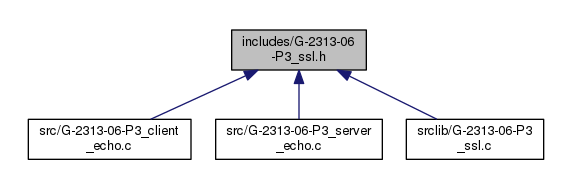 includes/G-2313-06
-P3_ssl.h
src/G-2313-06-P3_client
_echo.c
src/G-2313-06-P3_server
_echo.c
srclib/G-2313-06-P3
_ssl.c